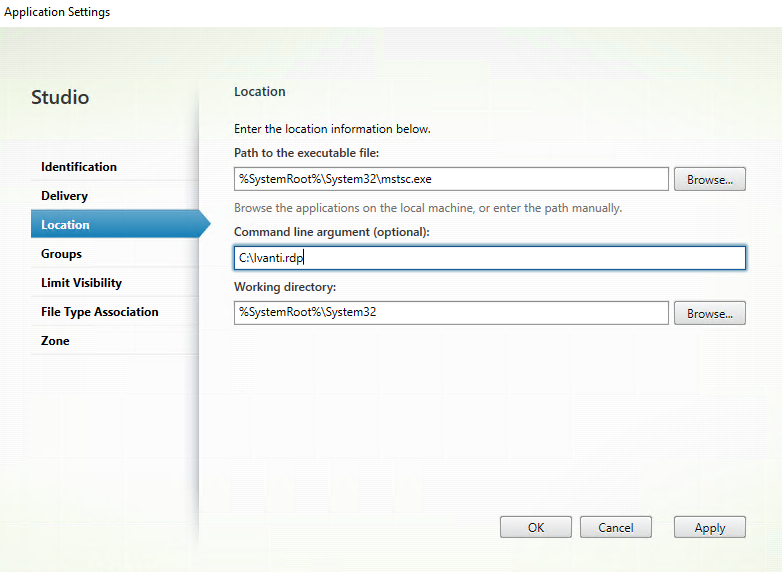 Application Settings
Studio
Identification
Delivery
Location
Groups
Limit Visibility
File Type Association
Zone
Location
Enter the location information below.
Path to the executable file:
%SystemRoot%\System32\mstsc.exe
Browse...
Browse the applications on the local machine, or enter the path manually.
Command line argument (optional):
C:\Ivanti.rdp
Working directory:
%SystemRoot%\System32
Browse...
OK
Cancel
Apply